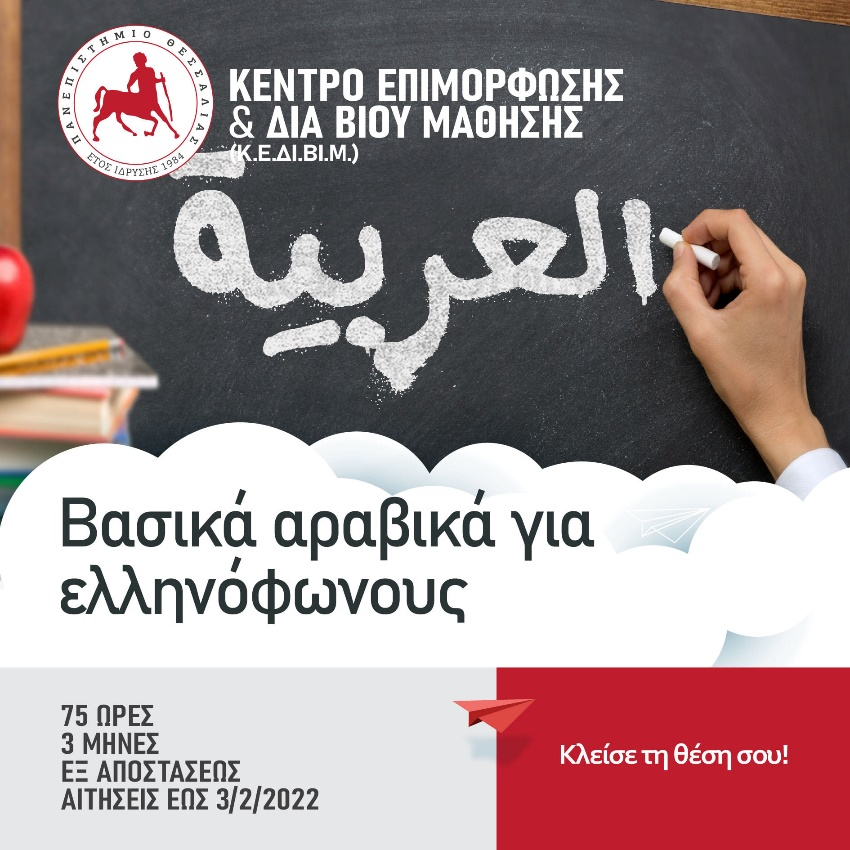 ΠΑΝΕΠΙΣΤΗΜΙΟ ΘΕΣΣΑΛΙΑΣ
ΕΤΟΣ ΙΔΡΥΣΗΣ 1984
ΚΕΝΤΡΟ ΕΠΙΜΟΡΦΩΣΗΣ
& ΔΙΑ ΒΙΟΥ ΜΑΘΗΣΗΣ
(Κ.Ε.ΔΙ.ΒΙ.Μ.)
العربية
Βασικά αραβικά για
ελληνόφωνους
75 ΩΡΕΣ
3 ΜΗΝΕΣ
ΕΞ ΑΠΟΣΤΑΣΕΩΣ
ΑΙΤΗΣΕΙΣ ΕΩΣ 3/2/2022
Κλείσε τη θέση σου!